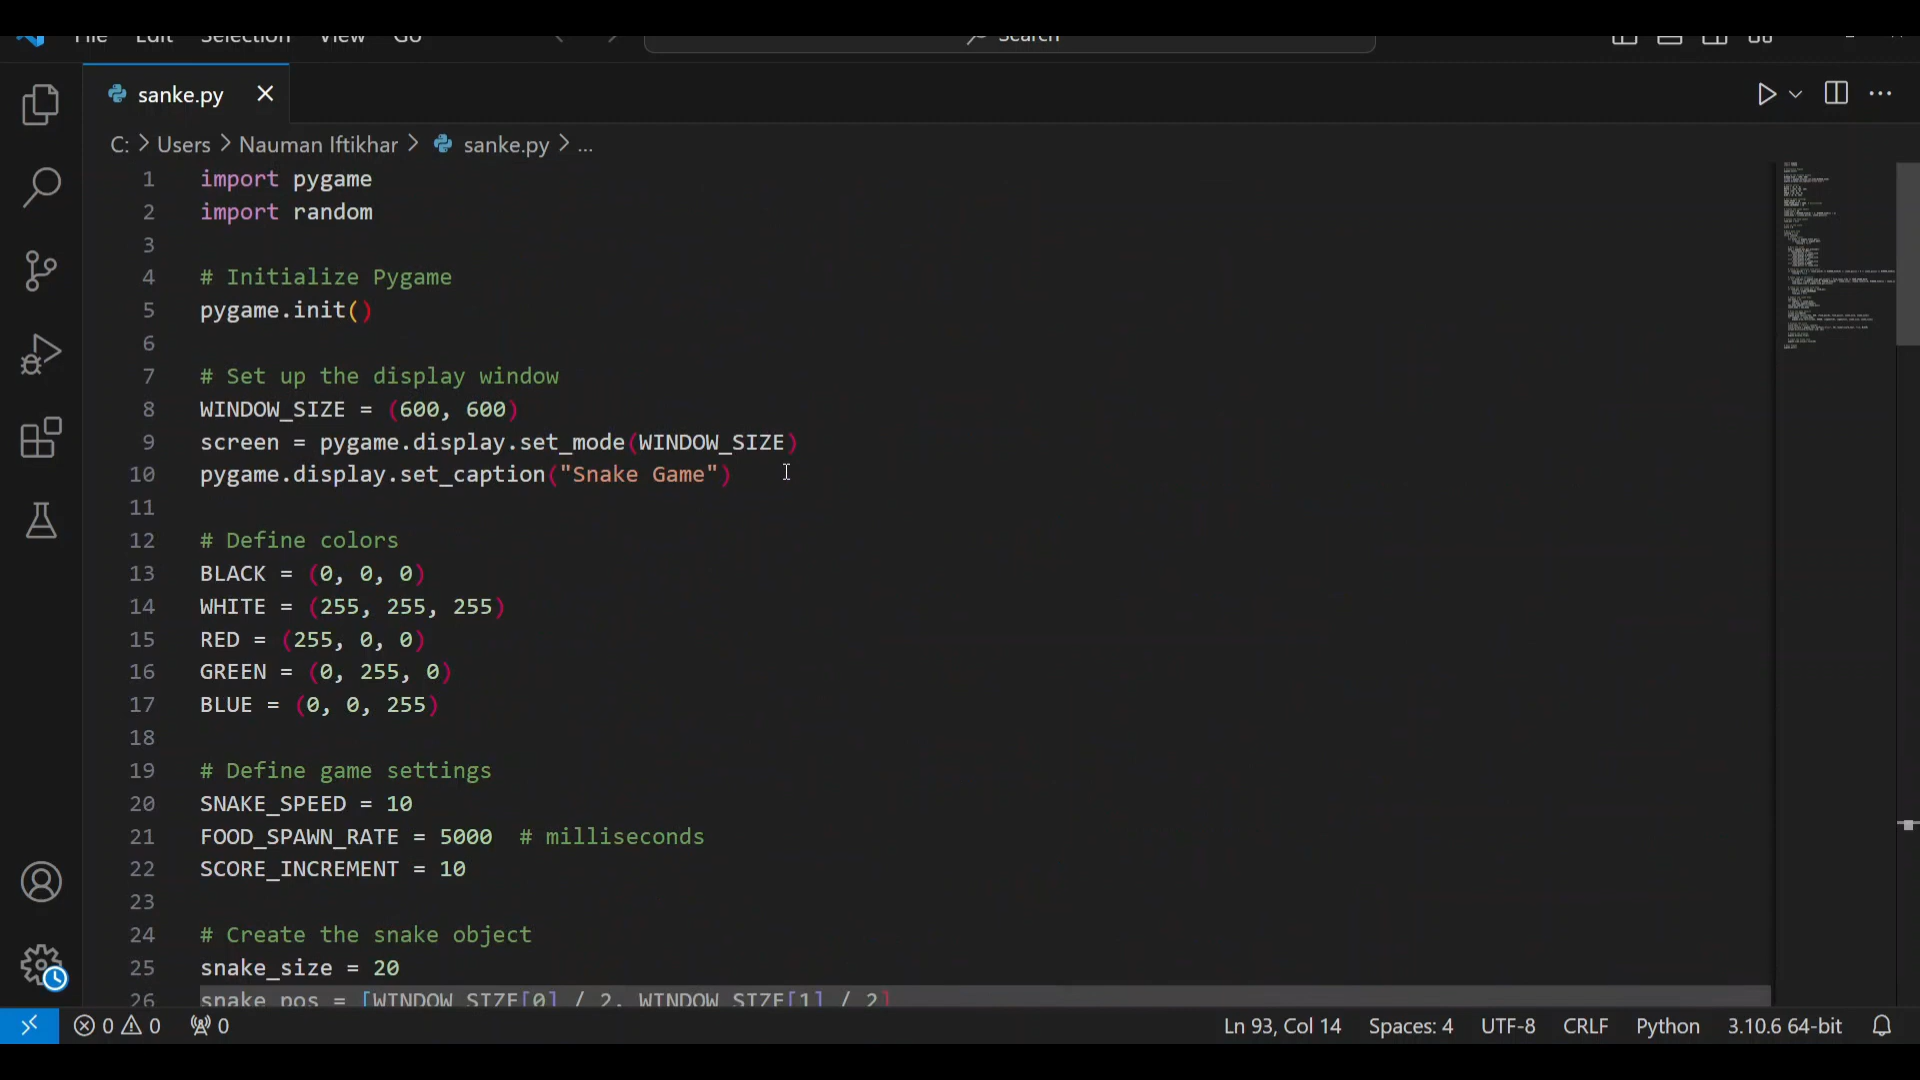 File Edit Selection View Go Search
sanke.py
C: > Users > Nauman Iftikhar > sanke.py > ...
1 import pygame
2 import random
3
4 # Initialize Pygame
5 pygame.init()
6
7 # Set up the display window
8 WINDOW_SIZE = (600, 600)
9 screen = pygame.display.set_mode(WINDOW_SIZE)
10 pygame.display.set_caption("Snake Game")
11
12 # Define colors
13 BLACK = (0, 0, 0)
14 WHITE = (255, 255, 255)
15 RED = (255, 0, 0)
16 GREEN = (0, 255, 0)
17 BLUE = (0, 0, 255)
18
19 # Define game settings
20 SNAKE_SPEED = 10
21 FOOD_SPAWN_RATE = 5000 # milliseconds
22 SCORE_INCREMENT = 10
23
24 # Create the snake object
25 snake_size = 20
26 snake_pos = [WINDOW_SIZE[0] / 2, WINDOW_SIZE[1] / 2]
0 0 0 Ln 93, Col 14 Spaces: 4 UTF-8 CRLF Python 3.10.6 64-bit